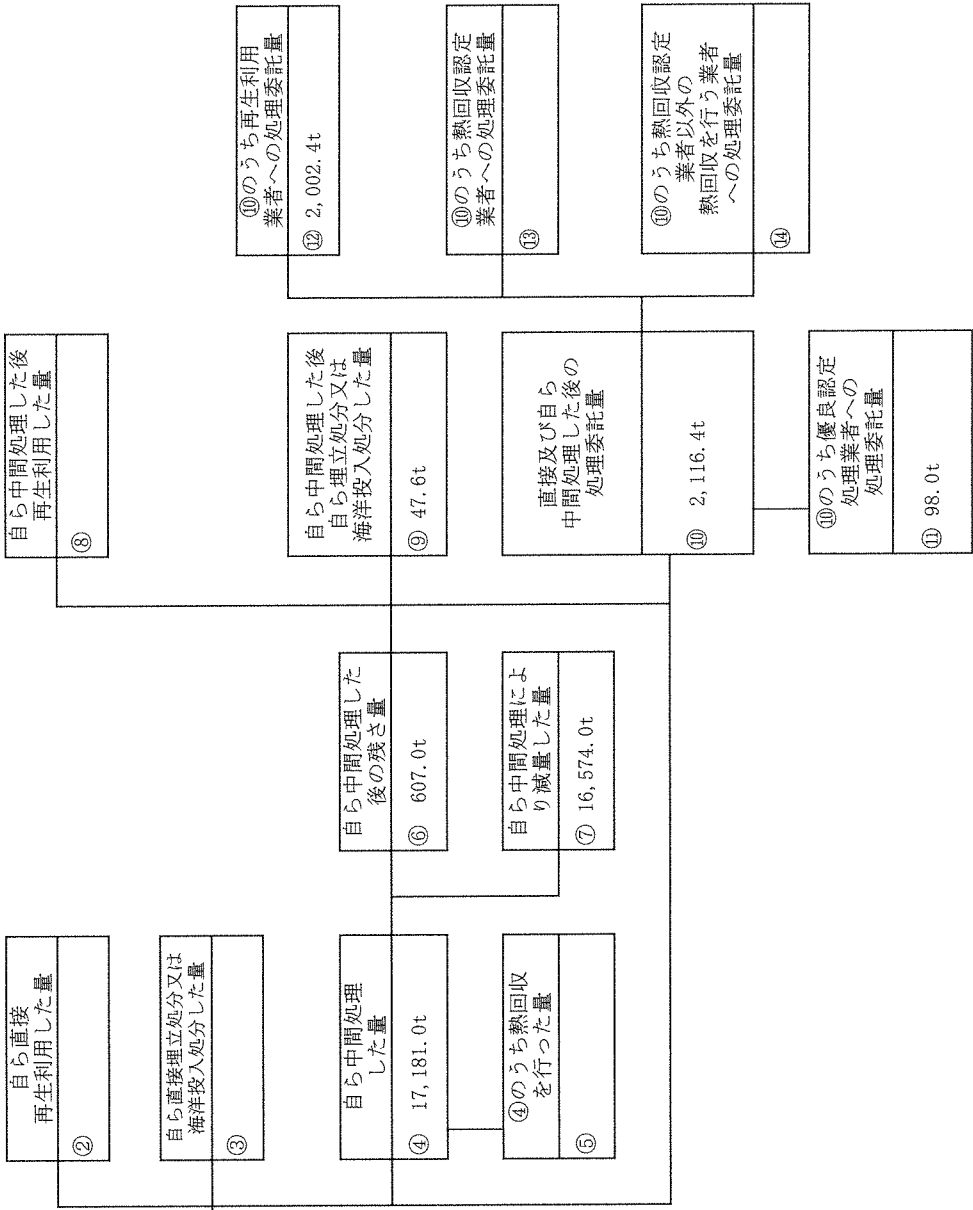 自ら直接
再生利用した量
②
自ら直接埋立処分又は
海洋投入処分した量
③
自ら中間処理
した量
④ 17,181.0t
④のうち熱回収
を行った量
⑤
自ら中間処理した
後の残さ量
⑥ 607.0t
自ら中間処理によ
り減量した量
⑦ 16,574.0t
自ら中間処理した後
再生利用した量
⑧
自ら中間処理した後
自ら埋立処分又は
海洋投入処分した量
⑨ 47.6t
直接及び自ら
中間処理した後の
処理委託量
⑩ 2,116.4t
⑩のうち優良認定
処理業者への
処理委託量
⑪ 98.0t
⑩のうち再生利用
業者への処理委託量
⑫ 2,002.4t
⑩のうち熱回収認定
業者への処理委託量
⑬
⑩のうち熱回収認定
業者以外の
熱回収を行う業者
への処理委託量
⑭